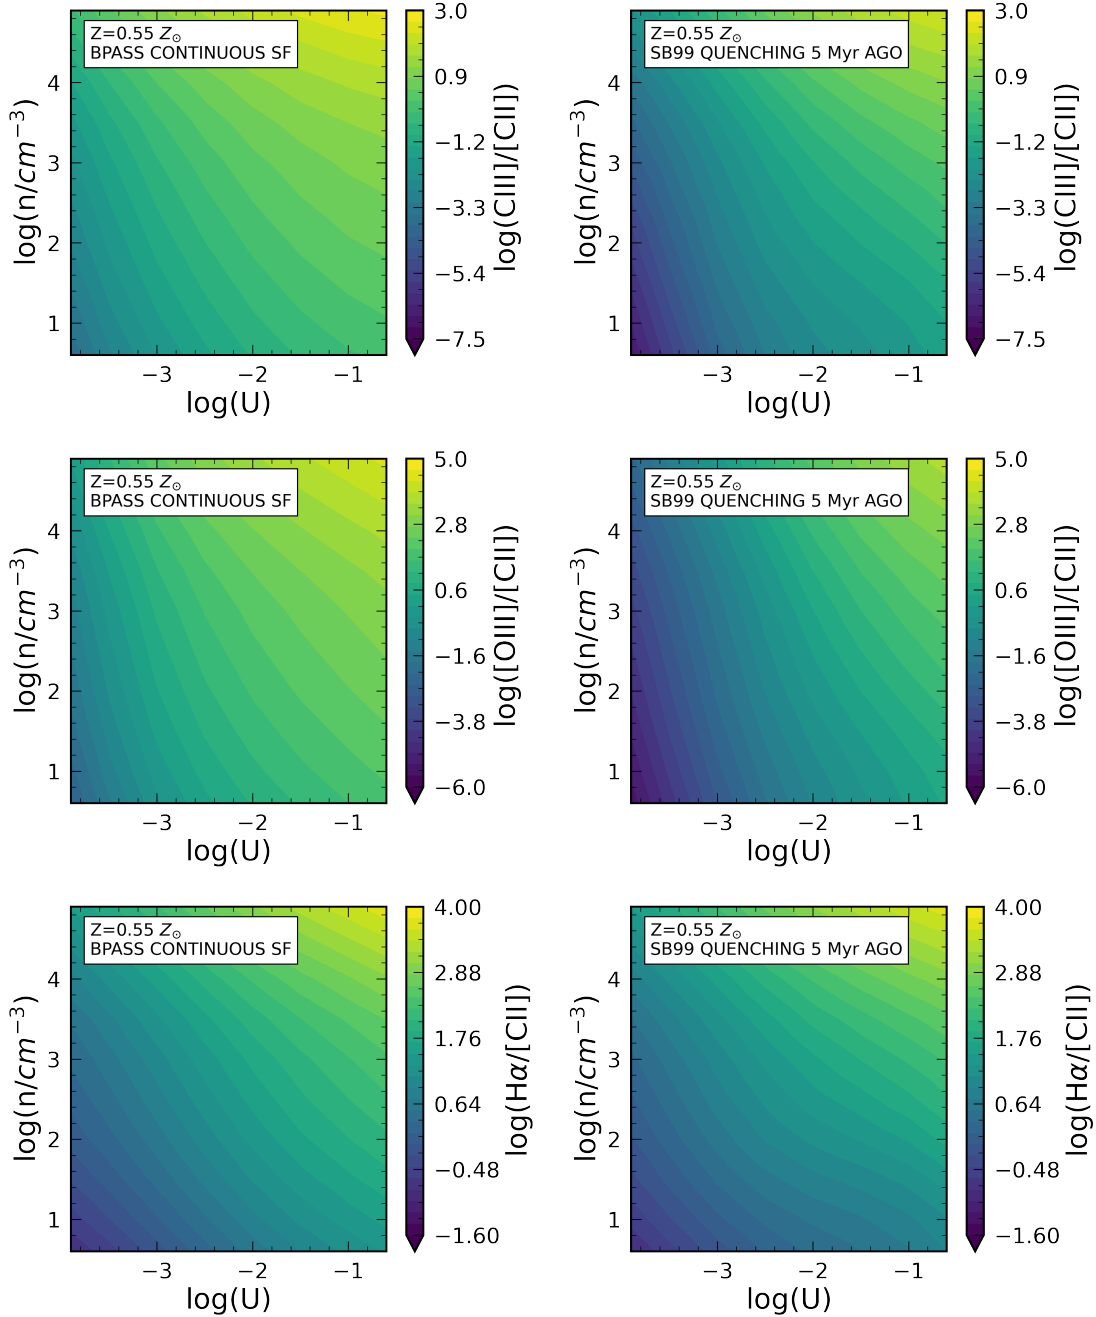 Z=0.55 Z⊙
BPASS CONTINUOUS SF
4
3
2
1
log(n/cm⁻³)
−3
−2
−1
log(U)
3.0
0.9
−1.2
−3.3
−5.4
−7.5
log(CIII]/[CII])
Z=0.55 Z⊙
SB99 QUENCHING 5 Myr AGO
4
3
2
1
log(n/cm⁻³)
−3
−2
−1
log(U)
3.0
0.9
−1.2
−3.3
−5.4
−7.5
log(CIII]/[CII])
Z=0.55 Z⊙
BPASS CONTINUOUS SF
4
3
2
1
log(n/cm⁻³)
−3
−2
−1
log(U)
5.0
2.8
0.6
−1.6
−3.8
−6.0
log([OIII]/[CII])
Z=0.55 Z⊙
SB99 QUENCHING 5 Myr AGO
4
3
2
1
log(n/cm⁻³)
−3
−2
−1
log(U)
5.0
2.8
0.6
−1.6
−3.8
−6.0
log([OIII]/[CII])
Z=0.55 Z⊙
BPASS CONTINUOUS SF
4
3
2
1
log(n/cm⁻³)
−3
−2
−1
log(U)
4.00
2.88
1.76
0.64
−0.48
−1.60
log(Hα/[CII])
Z=0.55 Z⊙
SB99 QUENCHING 5 Myr AGO
4
3
2
1
log(n/cm⁻³)
−3
−2
−1
log(U)
4.00
2.88
1.76
0.64
−0.48
−1.60
log(Hα/[CII])